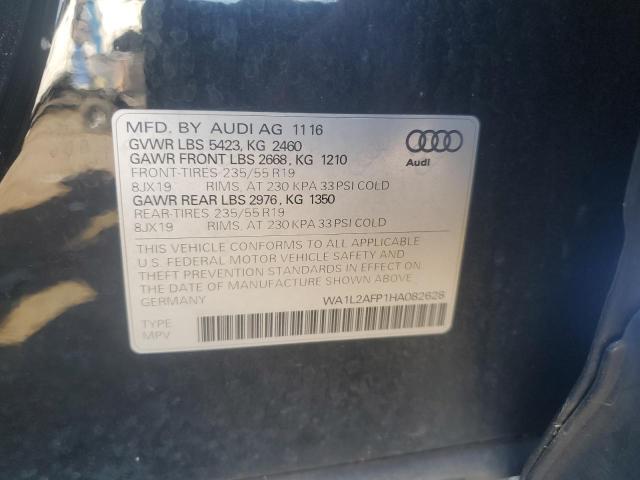 MFD. BY AUDI AG 11 16
GVWR LBS 5423, KG 2460
GAWR FRONT LBS 2668, KG 1210
FRONT-TIRES 235/55 R19
8JX19 RIMS, AT 230 KPA 33 PSI COLD
GAWR REAR LBS 2976, KG 1350
REAR-TIRES 235/55 R19
8JX19 RIMS, AT 230 KPA 33 PSI COLD
Audi
THIS VEHICLE CONFORMS TO ALL APPLICABLE
U.S. FEDERAL MOTOR VEHICLE SAFETY AND
THEFT PREVENTION STANDARDS IN EFFECT ON
THE DATE OF MANUFACTURE SHOWN ABOVE
GERMANY WA1L2AFP1HA082628
TYPE
MPV